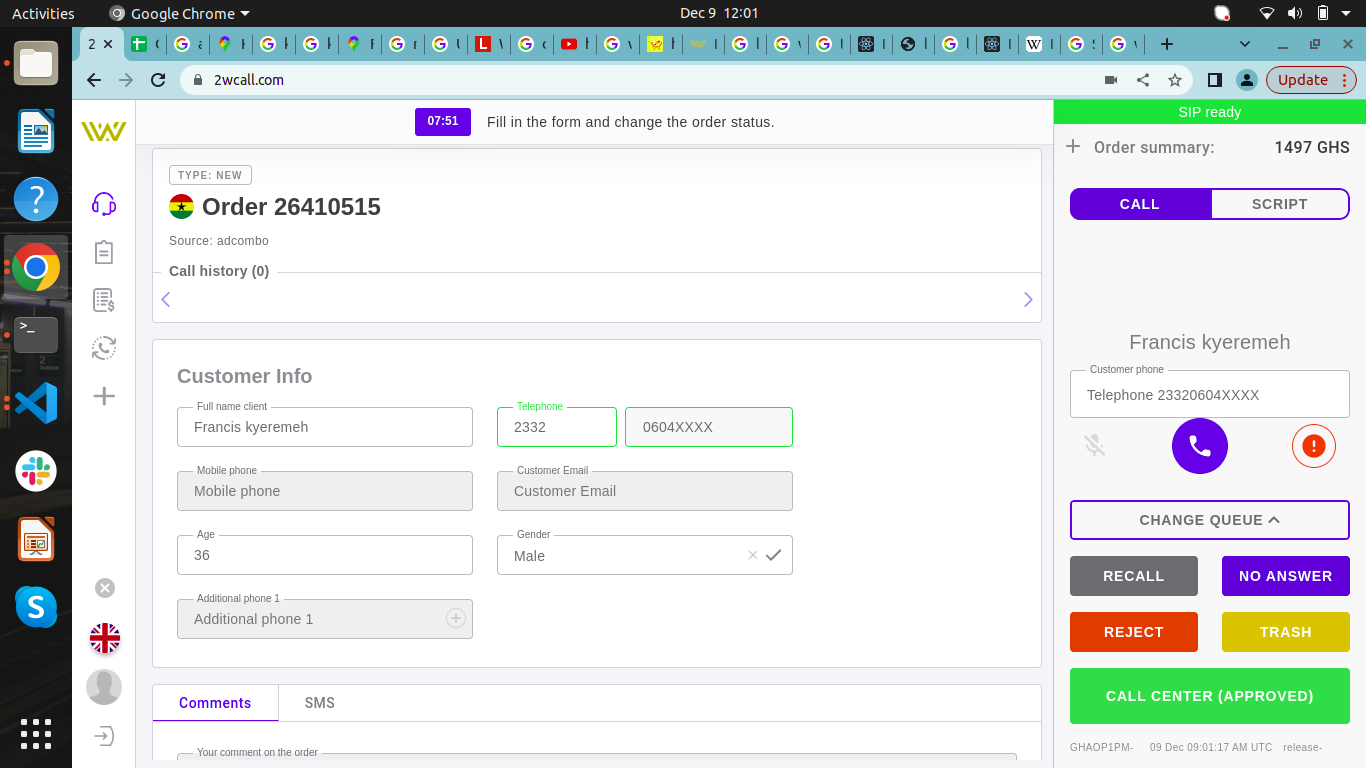 Activities
Google Chrome
Dec 9 12:01
2
2wcall.com
Update
07:51
Fill in the form and change the order status.
SIP ready
Order summary:
1497 GHS
TYPE: NEW
Order 26410515
Source: adcombo
Call history (0)
CALL
SCRIPT
Customer Info
Full name client
Francis kyeremeh
Telephone
2332
0604XXXX
Mobile phone
Mobile phone
Customer Email
Customer Email
Age
36
Gender
Male
Additional phone 1
Additional phone 1
Comments
SMS
Your comment on the order
Francis kyeremeh
Customer phone
Telephone 23320604XXXX
CHANGE QUEUE
RECALL
NO ANSWER
REJECT
TRASH
CALL CENTER (APPROVED)
GHAOP1PM-
09 Dec 09:01:17 AM UTC
release-